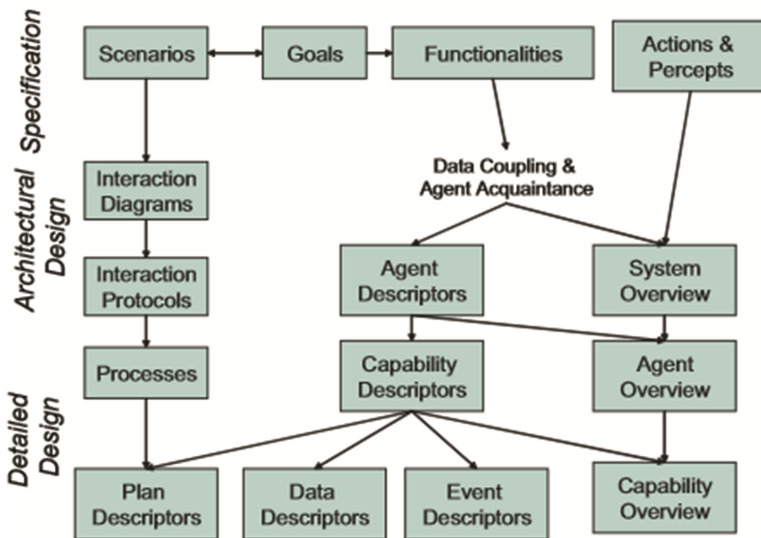 Specification
Scenarios
Goals
Functionalities
Actions &
Percepts
Data Coupling &
Agent Acquaintance
Architectural
Design
Interaction
Diagrams
Interaction
Protocols
Agent
Descriptors
System
Overview
Detailed
Design
Processes
Capability
Descriptors
Agent
Overview
Plan
Descriptors
Data
Descriptors
Event
Descriptors
Capability
Overview